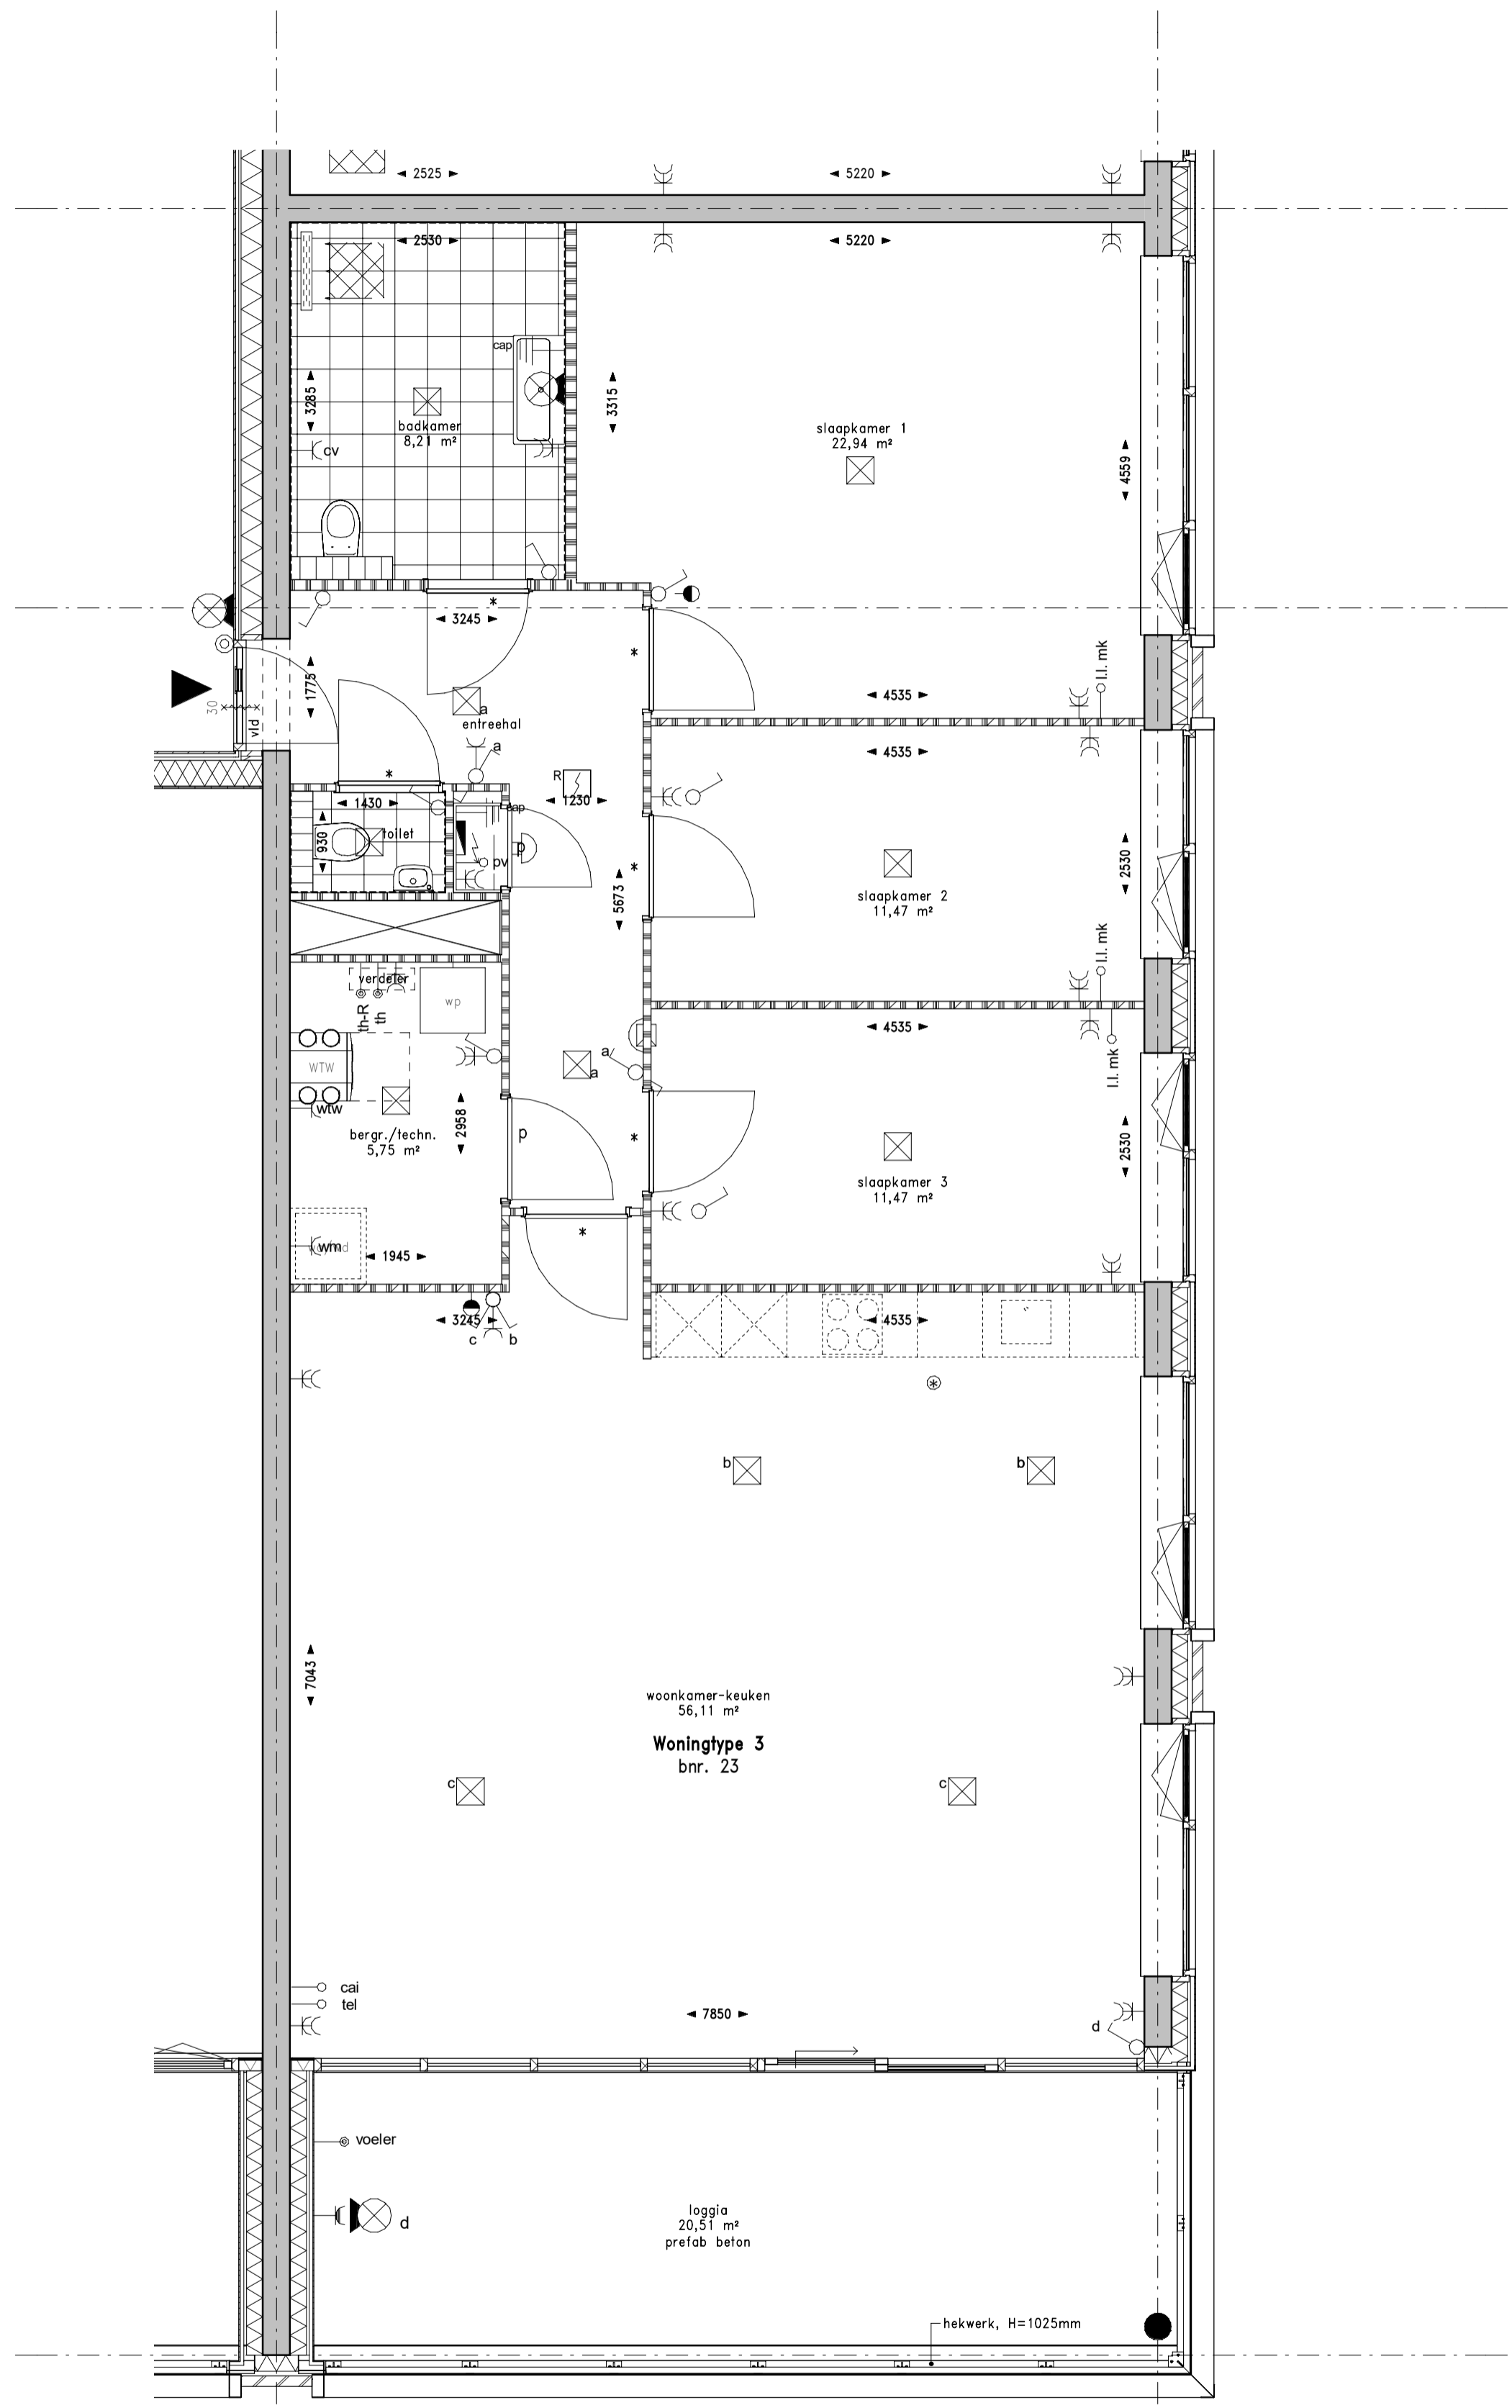 2525
5220
2530
5220
cap
3285
3315
badkamer
8,21 m²
slaapkamer 1
22,94 m²
cv
4559
*
3245
*
1775
l.l. mk
4535
30
vld
a
entreehal
a
4535
*
R
1230
1430
cap
930
toilet
p
pv
*
2530
5673
slaapkamer 2
11,47 m²
l.l. mk
verdeler
wp
th-R
th
4535
a
a
l.l. mk
WTW
wtw
2958
bergr./techn.
5,75 m²
p
*
2530
slaapkamer 3
11,47 m²
*
wm
1945
3245
c
b
4535
*
b
b
7043
woonkamer-keuken
56,11 m²
Woningtype 3
bnr. 23
c
c
cai
tel
7850
d
voeler
d
loggia
20,51 m²
prefab beton
hekwerk, H=1025mm